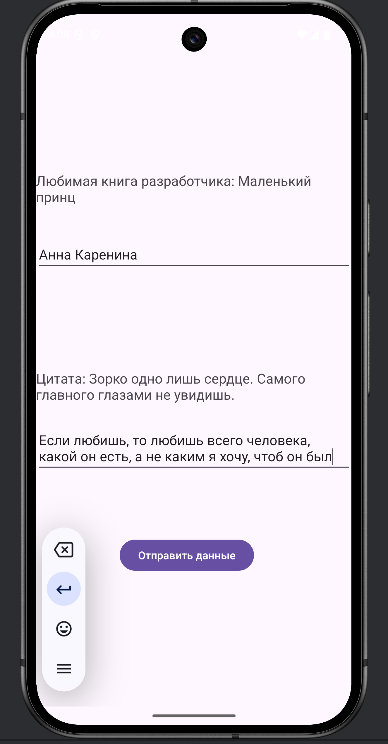 Любимая книга разработчика: Маленький
принц
Анна Каренина
Цитата: Зорко одно лишь сердце. Самого
главного глазами не увидишь.
Если любишь, то любишь всего человека,
какой он есть, а не каким я хочу, чтоб он был
Отправить данные